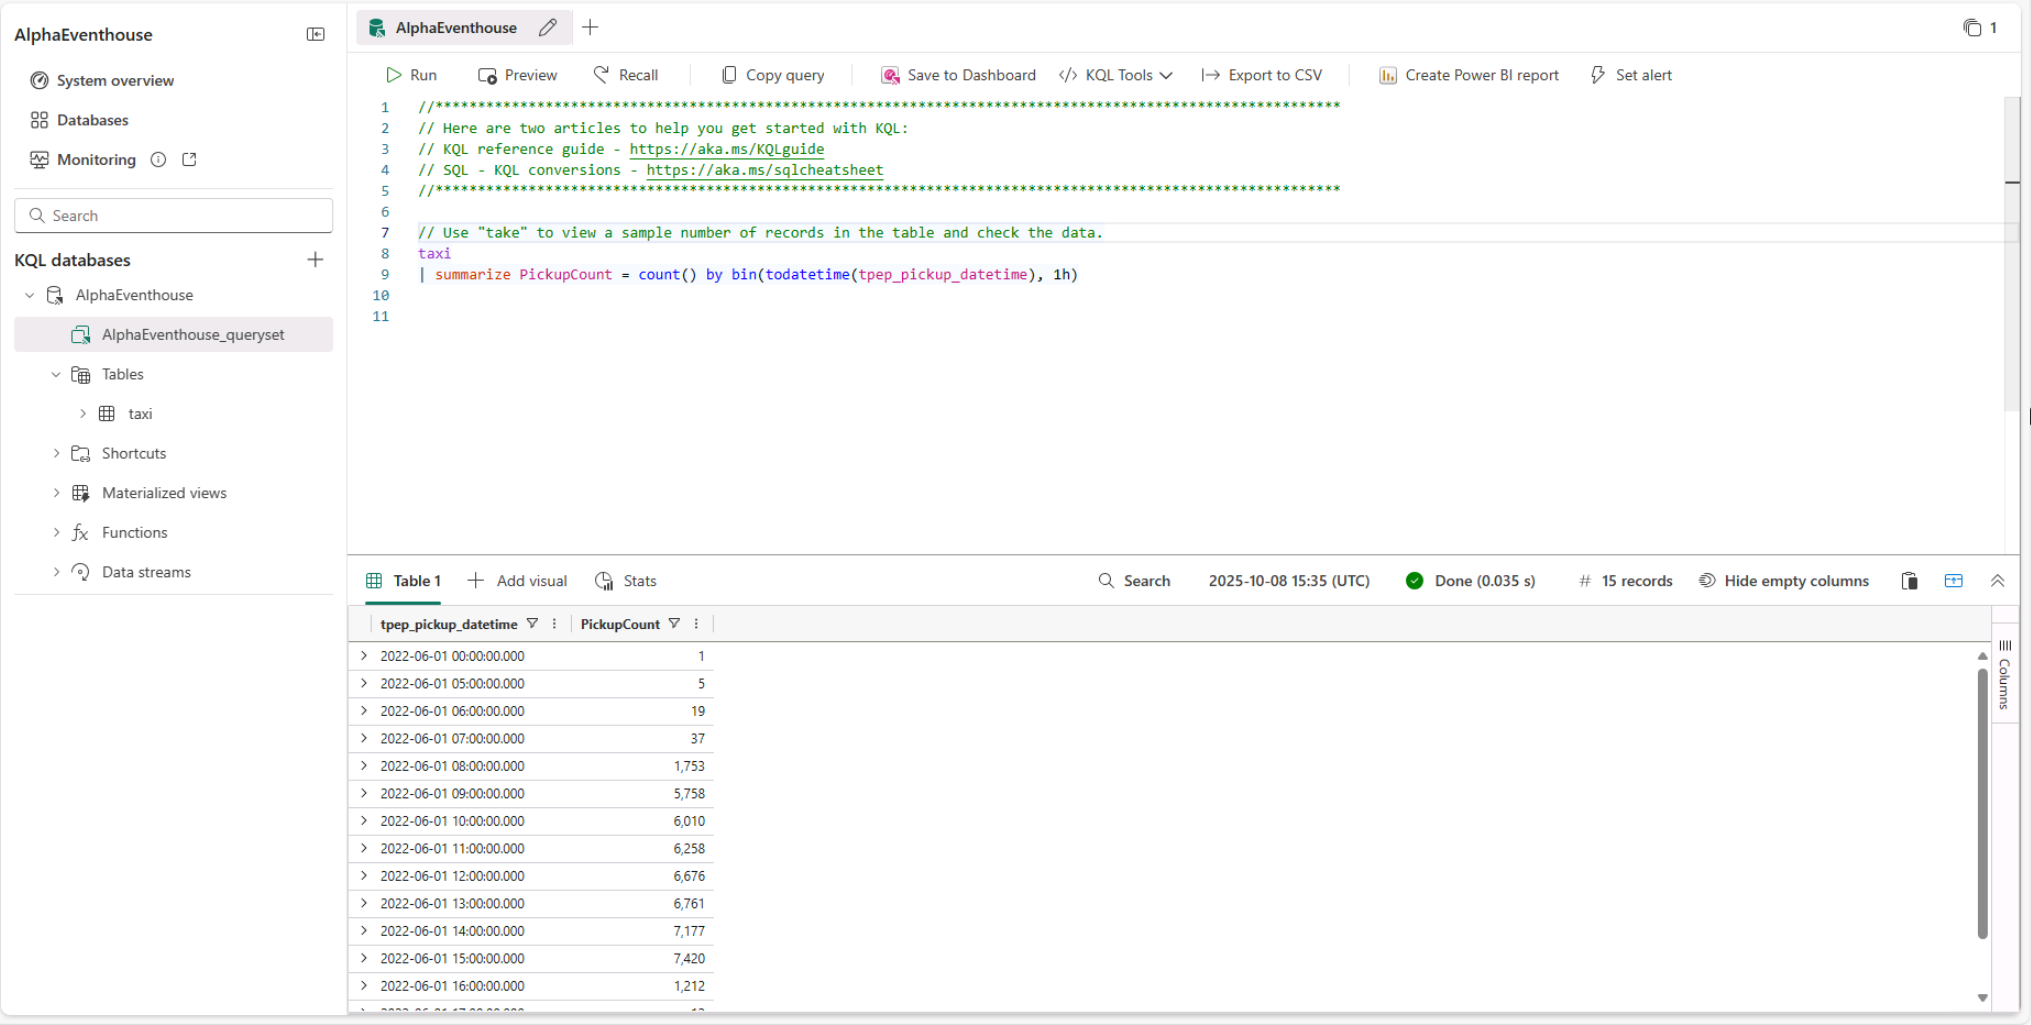 AlphaEventhouse
System overview
Databases
Monitoring
Search
KQL databases
AlphaEventhouse
AlphaEventhouse_queryset
Tables
taxi
Shortcuts
Materialized views
Functions
Data streams
AlphaEventhouse
1
Run Preview Recall Copy query Save to Dashboard KQL Tools Export to CSV Create Power BI report Set alert
1 //***********************************************************************************************************
2 // Here are two articles to help you get started with KQL:
3 // KQL reference guide - https://aka.ms/KQLguide
4 // SQL - KQL conversions - https://aka.ms/sqlcheatsheet
5 //***********************************************************************************************************
6
7 // Use "take" to view a sample number of records in the table and check the data.
8 taxi
9 | summarize PickupCount = count() by bin(todatetime(tpep_pickup_datetime), 1h)
10
11
Table 1 Add visual Stats Search 2025-10-08 15:35 (UTC) Done (0.035 s) # 15 records Hide empty columns
tpep_pickup_datetime PickupCount
2022-06-01 00:00:00.000 1
2022-06-01 05:00:00.000 5
2022-06-01 06:00:00.000 19
2022-06-01 07:00:00.000 37
2022-06-01 08:00:00.000 1,753
2022-06-01 09:00:00.000 5,758
2022-06-01 10:00:00.000 6,010
2022-06-01 11:00:00.000 6,258
2022-06-01 12:00:00.000 6,676
2022-06-01 13:00:00.000 6,761
2022-06-01 14:00:00.000 7,177
2022-06-01 15:00:00.000 7,420
2022-06-01 16:00:00.000 1,212
Columns